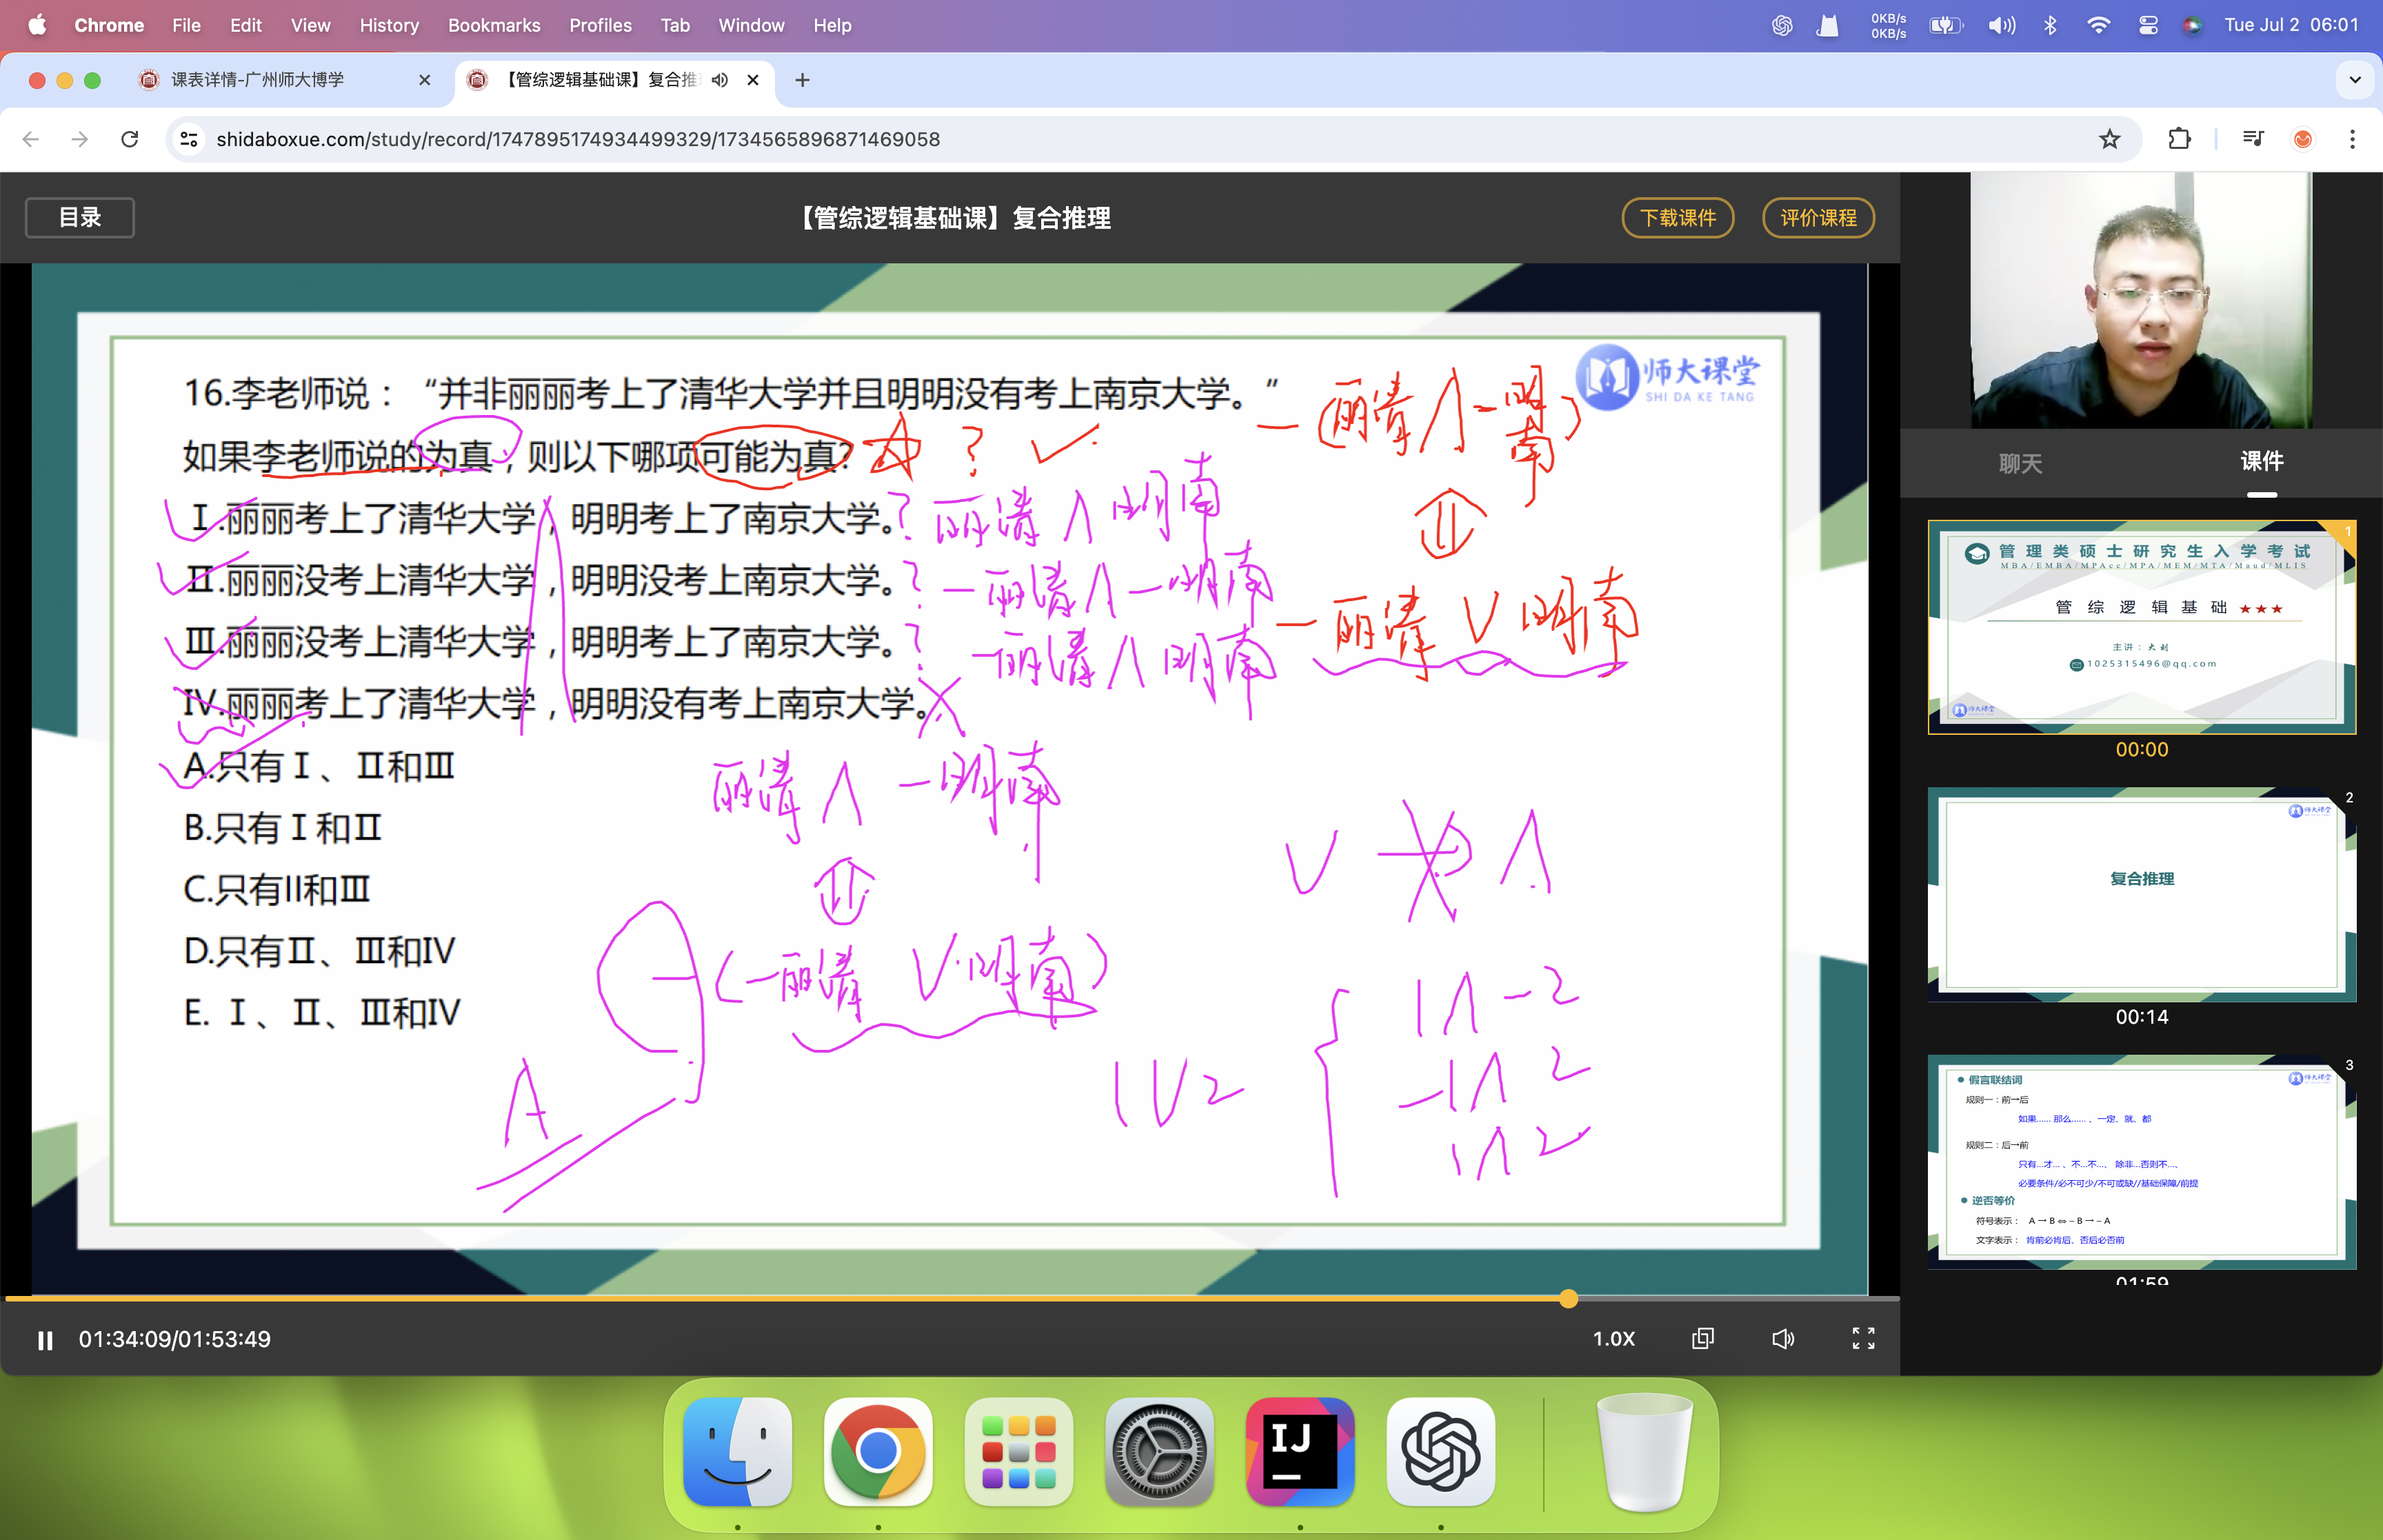 Chrome File Edit View History Bookmarks Profiles Tab Window Help
0KB/s
0KB/s
Tue Jul 2 06:01
课表详情-广州师大博学
【管综逻辑基础课】复合推
shidaboxue.com/study/record/1747895174934499329/1734565896871469058
目录
【管综逻辑基础课】复合推理
下载课件
评价课程
师大课堂
SHI DA KE TANG
16.李老师说：“并非丽丽考上了清华大学并且明明没有考上南京大学。”
－(丽清∧－明南)
如果李老师说的为真，则以下哪项可能为真?
? ✓
Ⅰ.丽丽考上了清华大学，明明考上了南京大学。
? 丽清∧明南
Ⅱ.丽丽没考上清华大学，明明没考上南京大学。
? －丽清∧－明南
－丽清∨明南
Ⅲ.丽丽没考上清华大学，明明考上了南京大学。
? －丽清∧明南
Ⅳ.丽丽考上了清华大学，明明没有考上南京大学。
A.只有Ⅰ、Ⅱ和Ⅲ
丽清∧－明南
B.只有Ⅰ和Ⅱ
∨ → ∧
C.只有II和Ⅲ
D.只有Ⅱ、Ⅲ和IV
－(－丽清∨明南)
E. Ⅰ、Ⅱ、Ⅲ和IV
A
1∨2
1∧－2
－1∧2
1∧2
聊天
课件
1
管理类硕士研究生入学考试
MBA/EMBA/MPAcc/MPA/MEM/MTA/Maud/MLIS
管综逻辑基础 ★★★
主讲：大剑
1025315496@qq.com
师大课堂
00:00
2
师大课堂
复合推理
00:14
3
师大课堂
假言联结词
规则一：前→后
如果...... 那么...... 、一定、就、都
规则二：后→前
只有...才... 、不...不...、 除非...否则不...、
必要条件/必不可少/不可或缺//基础保障/前提
逆否等价
符号表示： A → B ⇔ － B → － A
文字表示： 肯前必肯后、否后必否前
01:59
01:34:09/01:53:49
1.0X
IJ